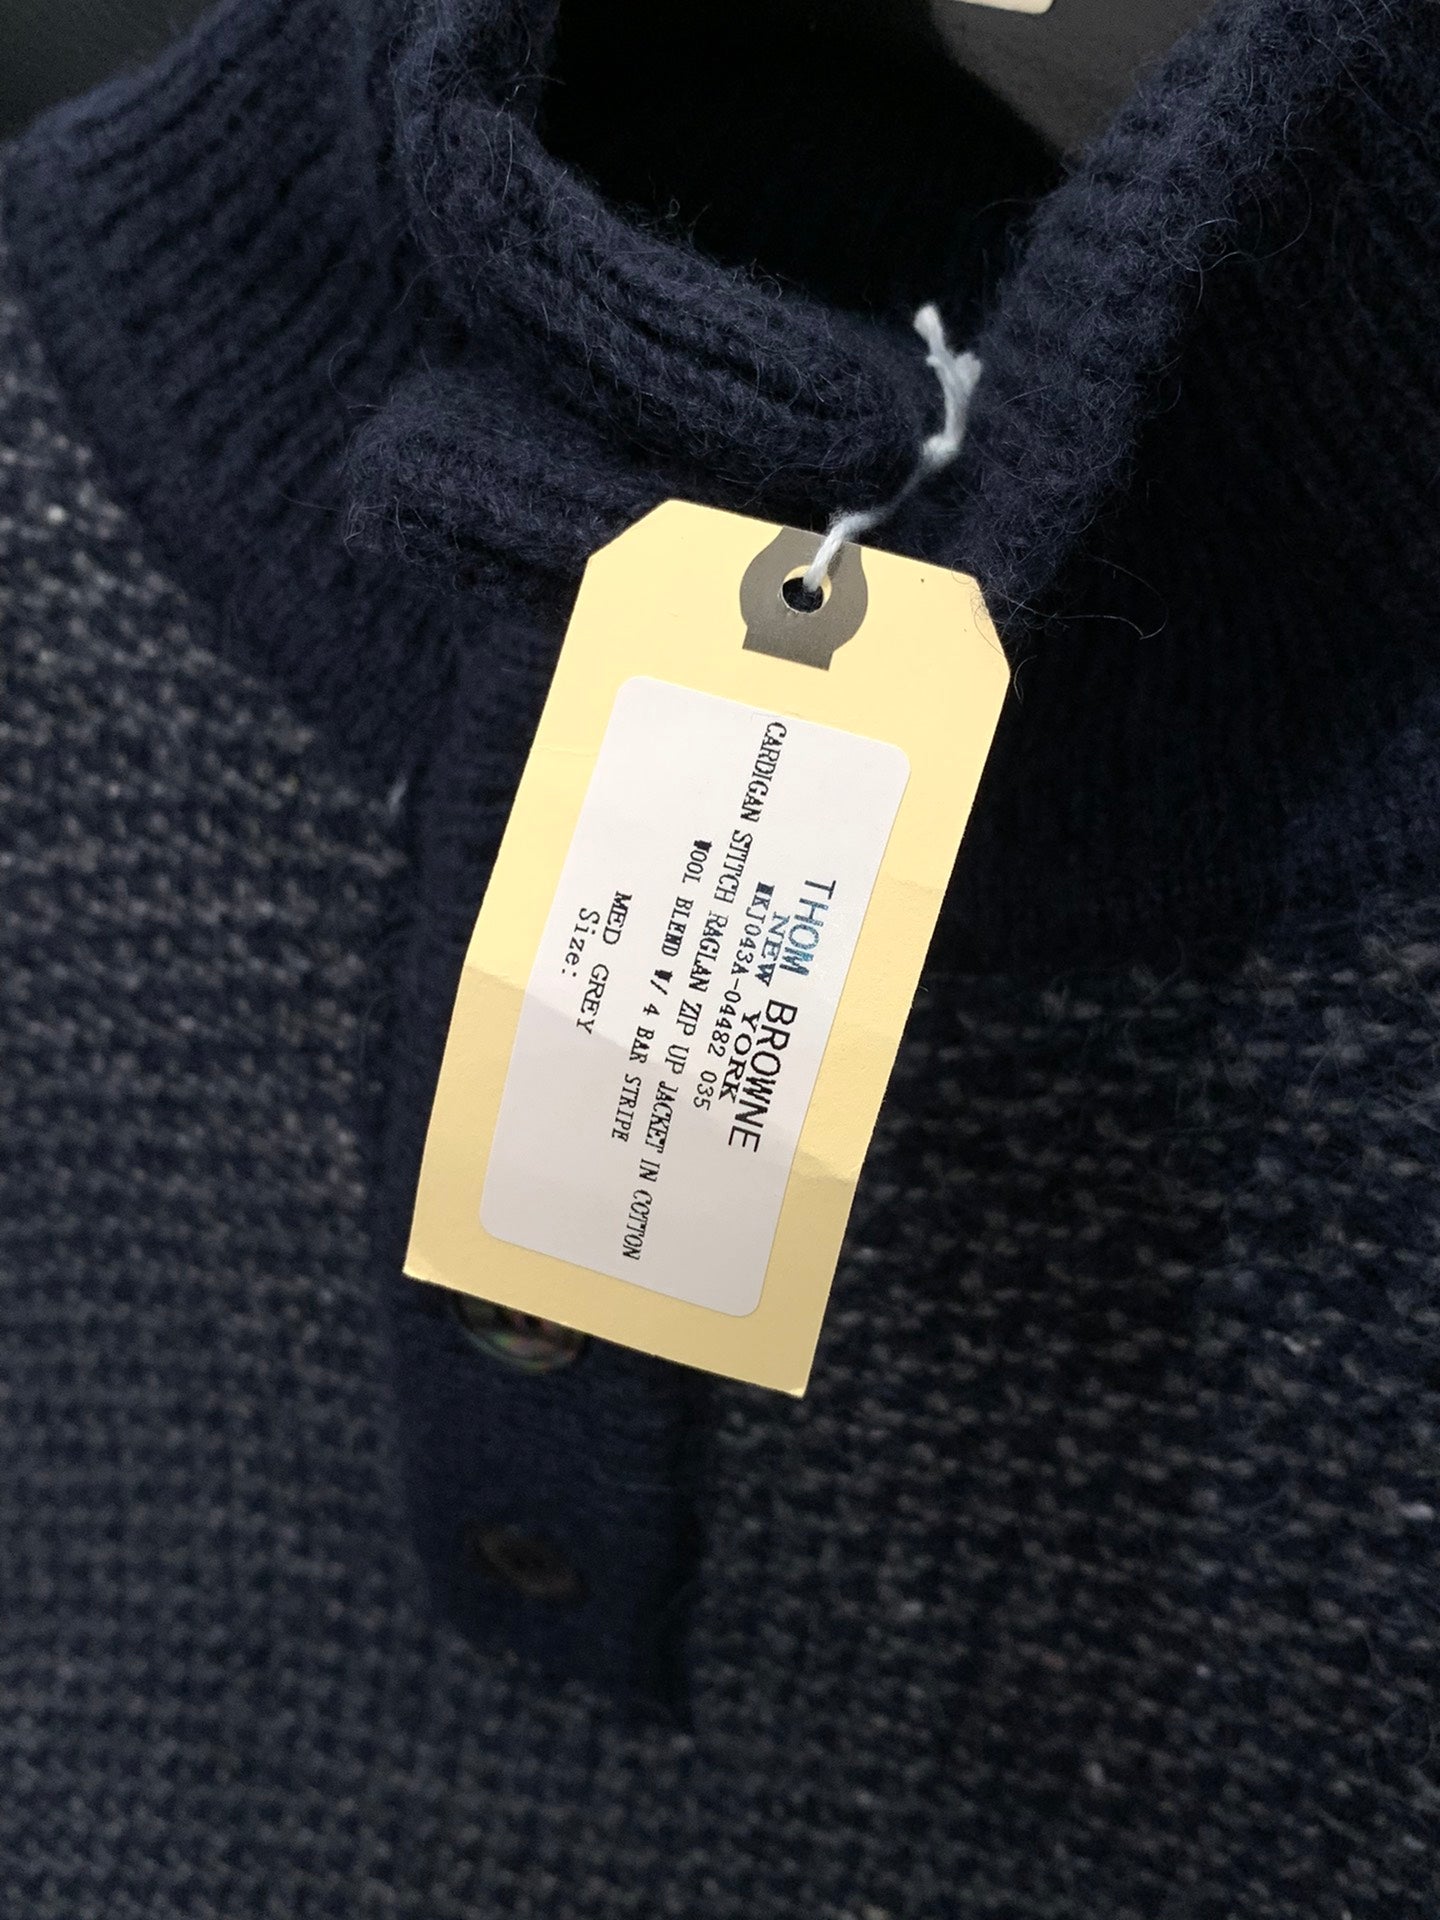 THOM BROWNE
NEW YORK
MKJ043A-04482 035
CARDIGAN STITCH RAGLAN ZIP UP JACKET IN COTTON
WOOL BLEND W/ 4 BAR STRIPE
MED GREY
Size: